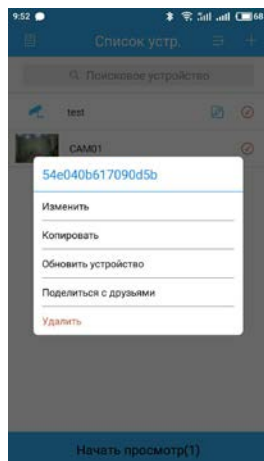 9:52
68
Список устр.
Поисковое устройство
test
CAM01
54e040b617090d5b
Изменить
Копировать
Обновить устройство
Поделиться с друзьями
Удалить
Начать просмотр(1)